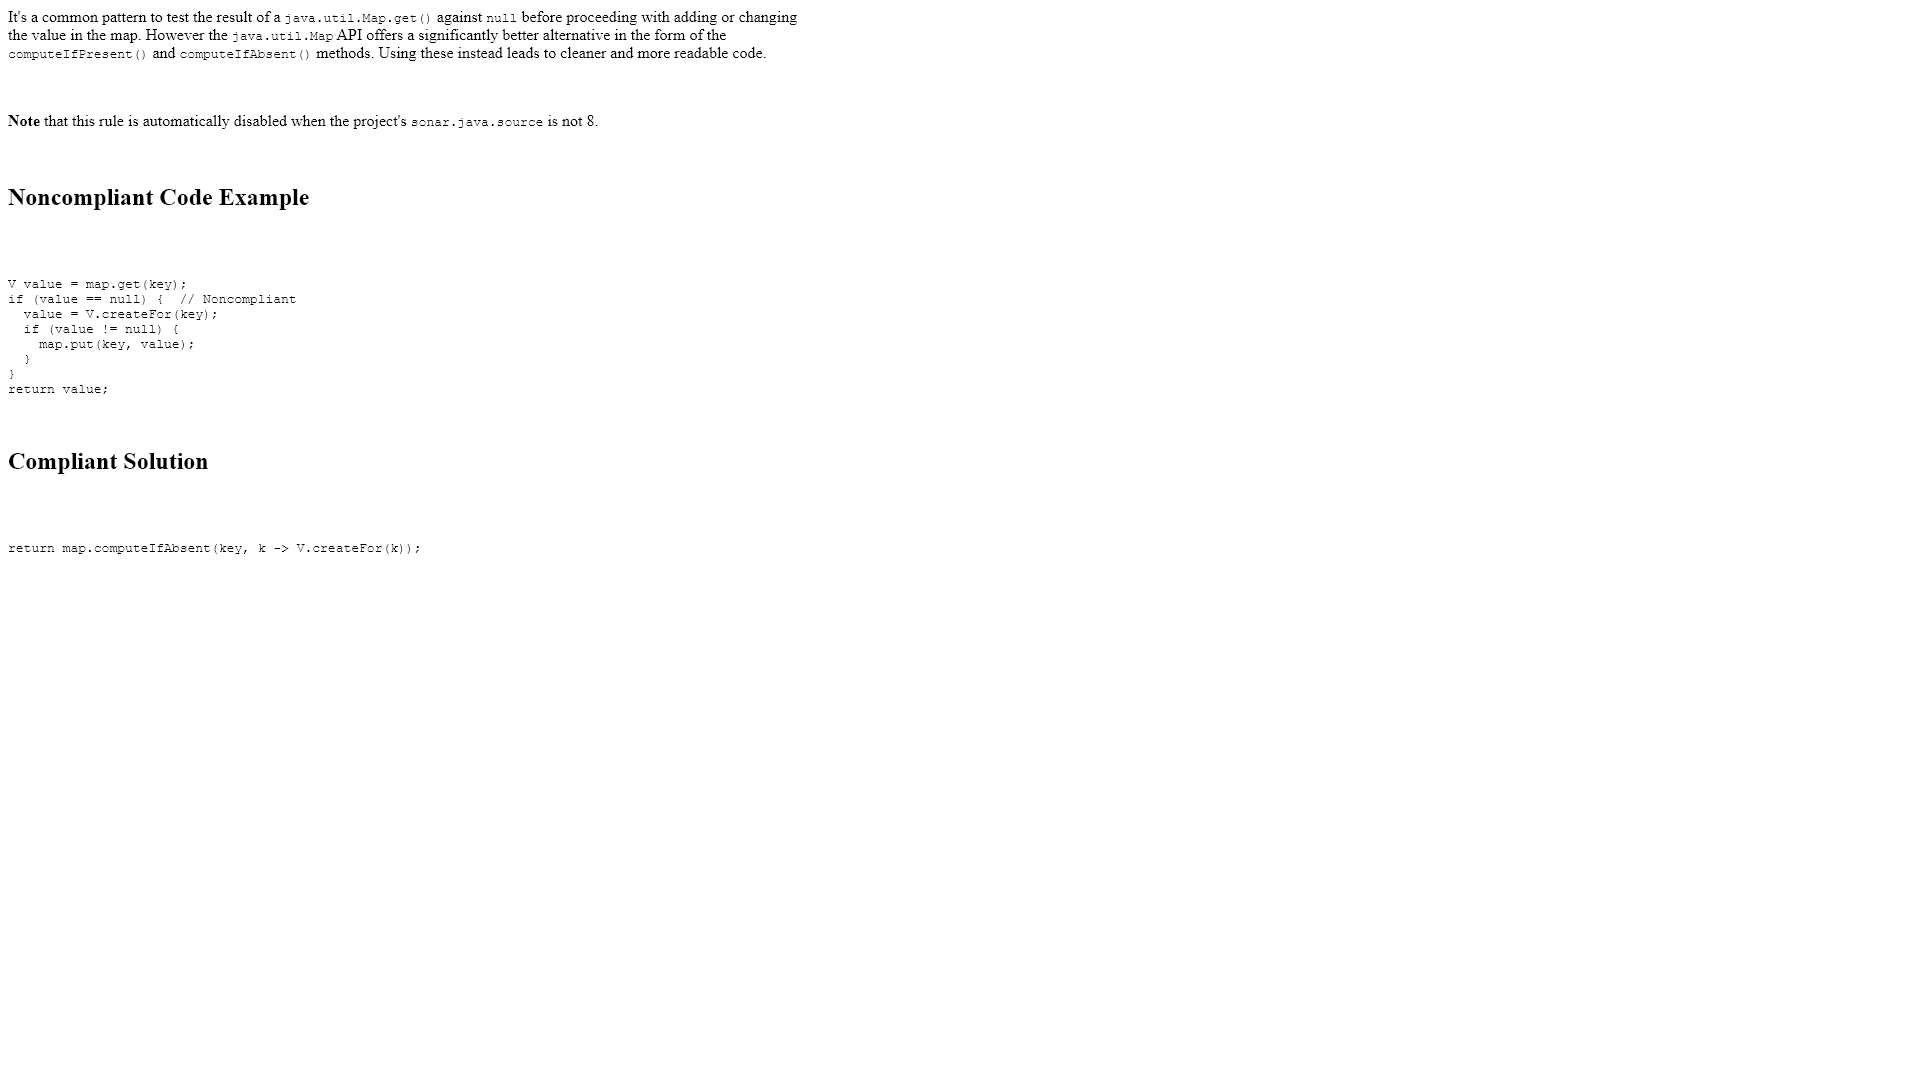 It's a common pattern to test the result of a java.util.Map.get() against null before proceeding with adding or changing
the value in the map. However the java.util.Map API offers a significantly better alternative in the form of the
computeIfPresent() and computeIfAbsent() methods. Using these instead leads to cleaner and more readable code.
Note that this rule is automatically disabled when the project's sonar.java.source is not 8.
Noncompliant Code Example
V value = map.get(key);
if (value == null) {  // Noncompliant
  value = V.createFor(key);
  if (value != null) {
    map.put(key, value);
  }
}
return value;
Compliant Solution
return map.computeIfAbsent(key, k -> V.createFor(k));